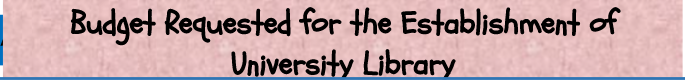 Budget Requested for the Establishment of
University Library